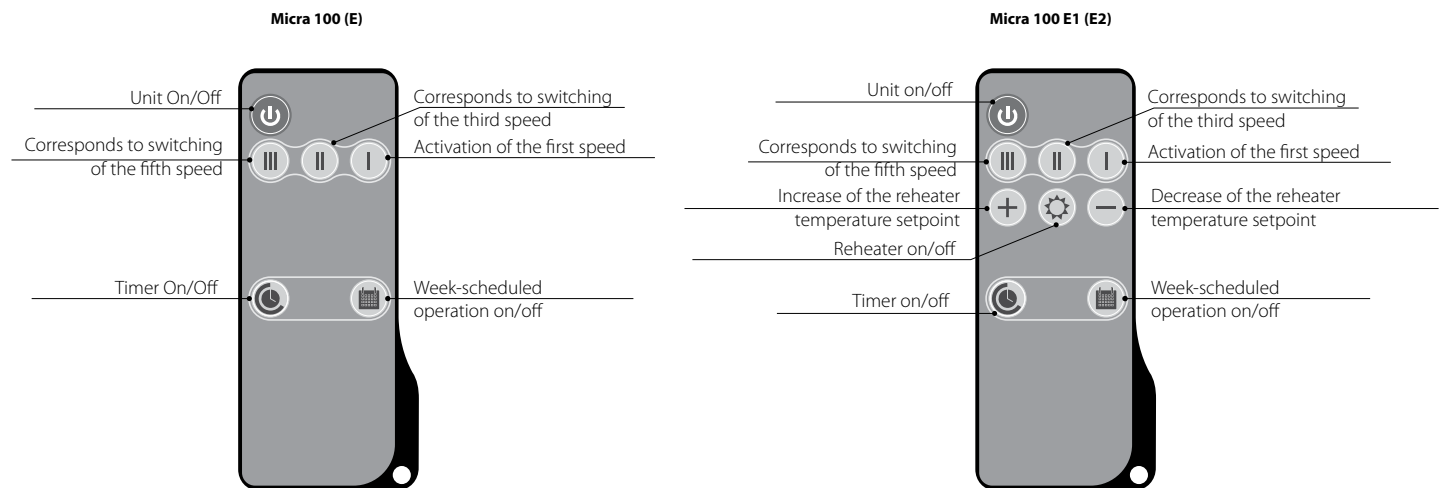 Micra 100 (E)
Unit On/Off
Corresponds to switching
of the third speed
Corresponds to switching
of the fifth speed
Activation of the first speed
III II I
Timer On/Off
Week-scheduled
operation on/off
Micra 100 E1 (E2)
Unit on/off
Corresponds to switching
of the third speed
Corresponds to switching
of the fifth speed
Activation of the first speed
III II I
Increase of the reheater
temperature setpoint
Decrease of the reheater
temperature setpoint
+ −
Reheater on/off
Timer on/off
Week-scheduled
operation on/off